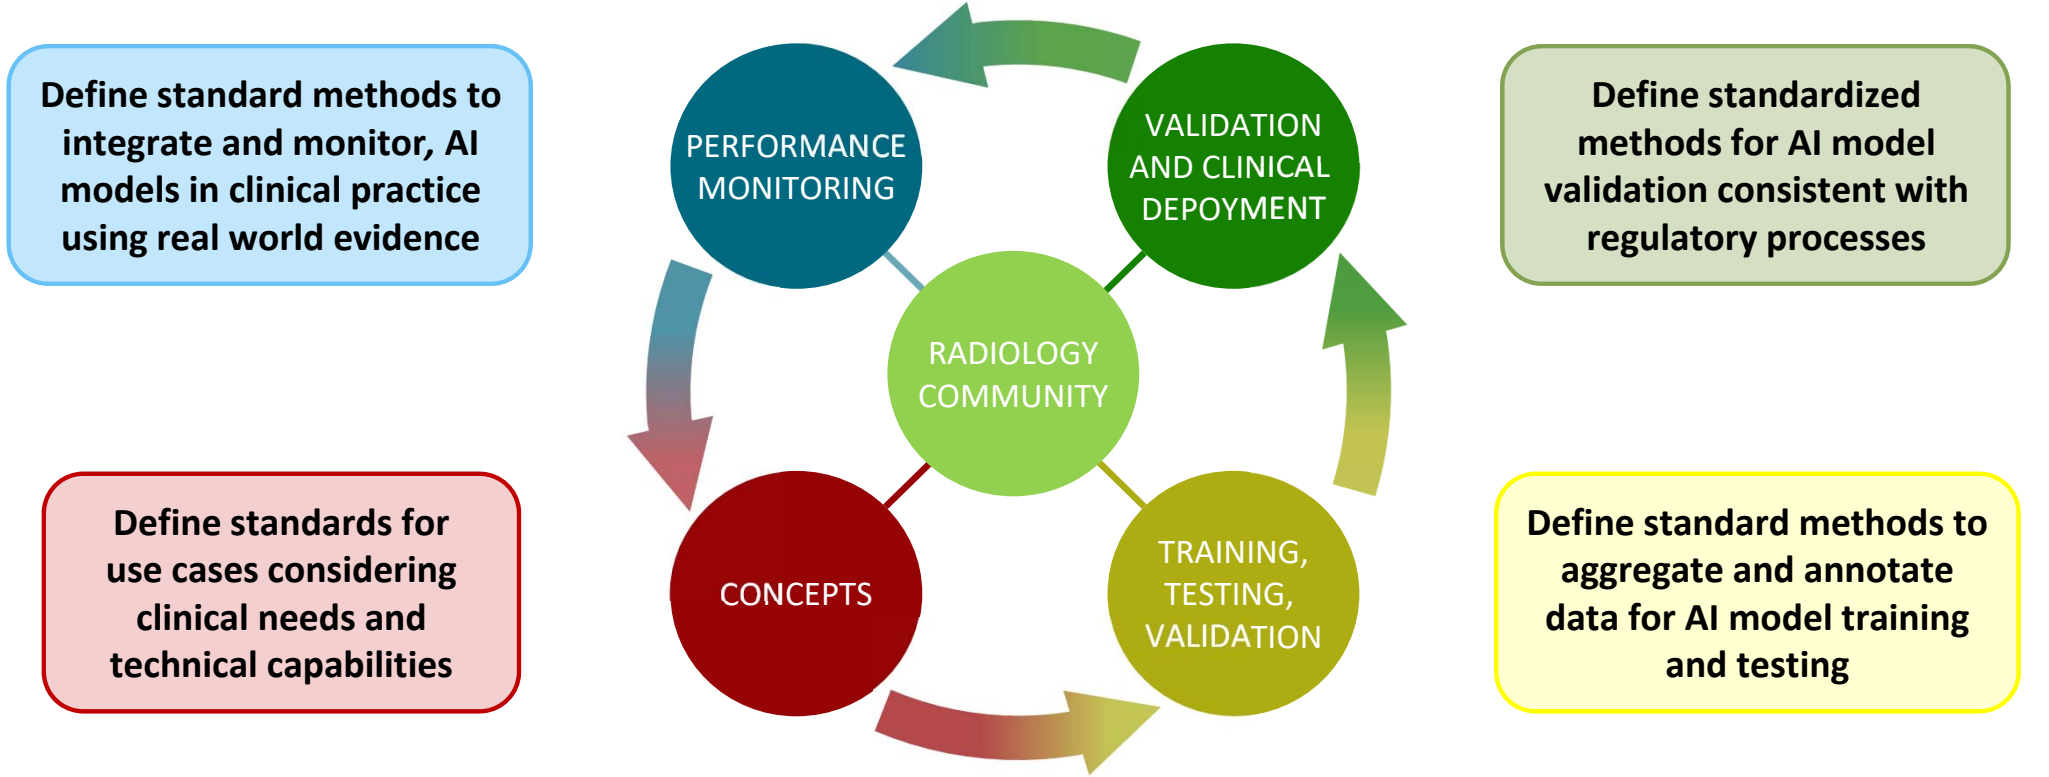 Define standard methods to
integrate and monitor, AI
models in clinical practice
using real world evidence
PERFORMANCE
MONITORING
VALIDATION
AND CLINICAL
DEPOYMENT
Define standardized
methods for AI model
validation consistent with
regulatory processes
RADIOLOGY
COMMUNITY
Define standards for
use cases considering
clinical needs and
technical capabilities
CONCEPTS
TRAINING,
TESTING,
VALIDATION
Define standard methods to
aggregate and annotate
data for AI model training
and testing